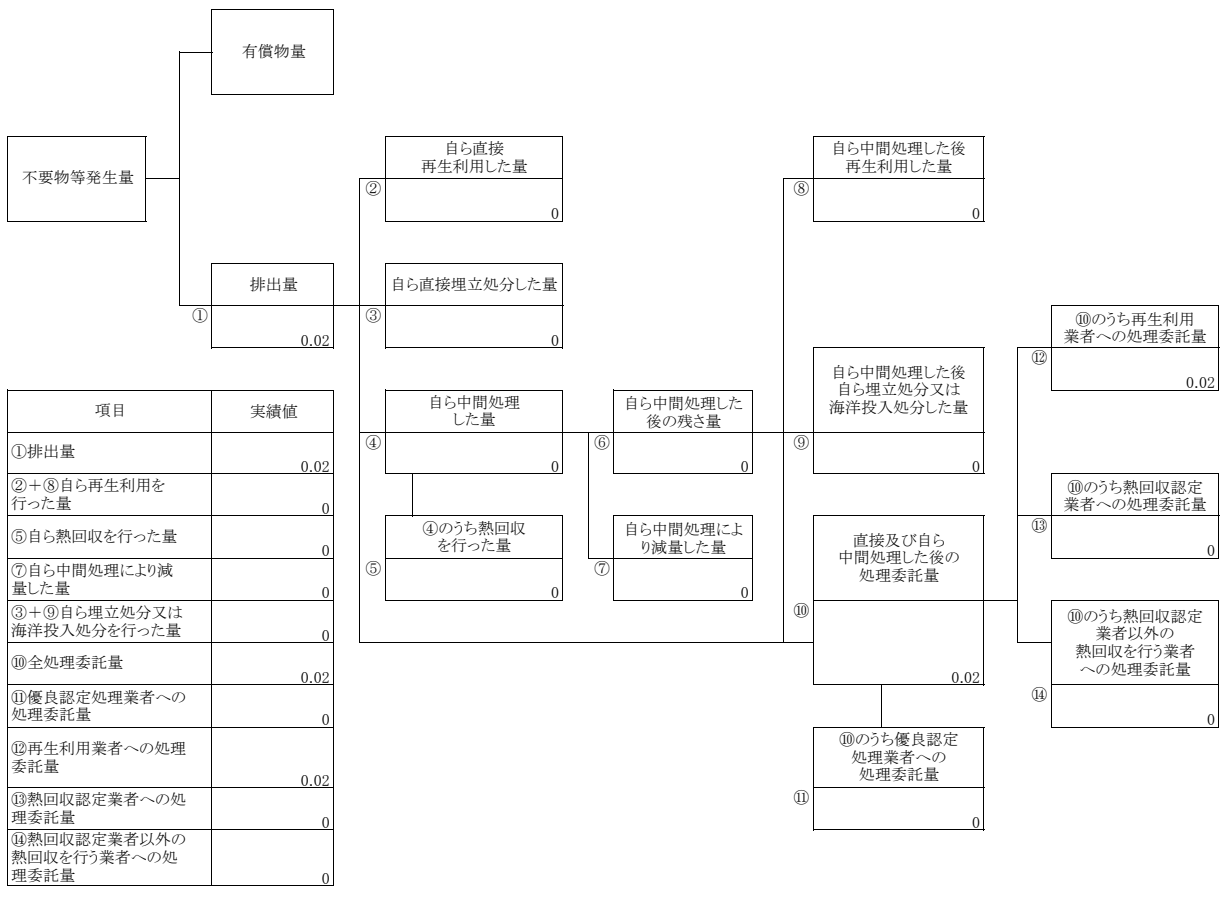 有償物量
不要物等発生量
自ら直接
再生利用した量
②
0
自ら中間処理した後
再生利用した量
⑧
0
排出量
①
0.02
自ら直接埋立処分した量
③
0
⑩のうち再生利用
業者への処理委託量
⑫
0.02
自ら中間処理
した量
④
0
自ら中間処理した
後の残さ量
⑥
0
自ら中間処理した後
自ら埋立処分又は
海洋投入処分した量
⑨
0
⑩のうち熱回収認定
業者への処理委託量
⑬
0
④のうち熱回収
を行った量
⑤
0
自ら中間処理によ
り減量した量
⑦
0
直接及び自ら
中間処理した後の
処理委託量
⑩
0.02
⑩のうち熱回収認定
業者以外の
熱回収を行う業者
への処理委託量
⑭
0
⑩のうち優良認定
処理業者への
処理委託量
⑪
0
項目 実績値
①排出量
0.02
②＋⑧自ら再生利用を
行った量
0
⑤自ら熱回収を行った量
0
⑦自ら中間処理により減
量した量
0
③＋⑨自ら埋立処分又は
海洋投入処分を行った量
0
⑩全処理委託量
0.02
⑪優良認定処理業者への
処理委託量
0
⑫再生利用業者への処理
委託量
0.02
⑬熱回収認定業者への処
理委託量
0
⑭熱回収認定業者以外の
熱回収を行う業者への処
理委託量
0